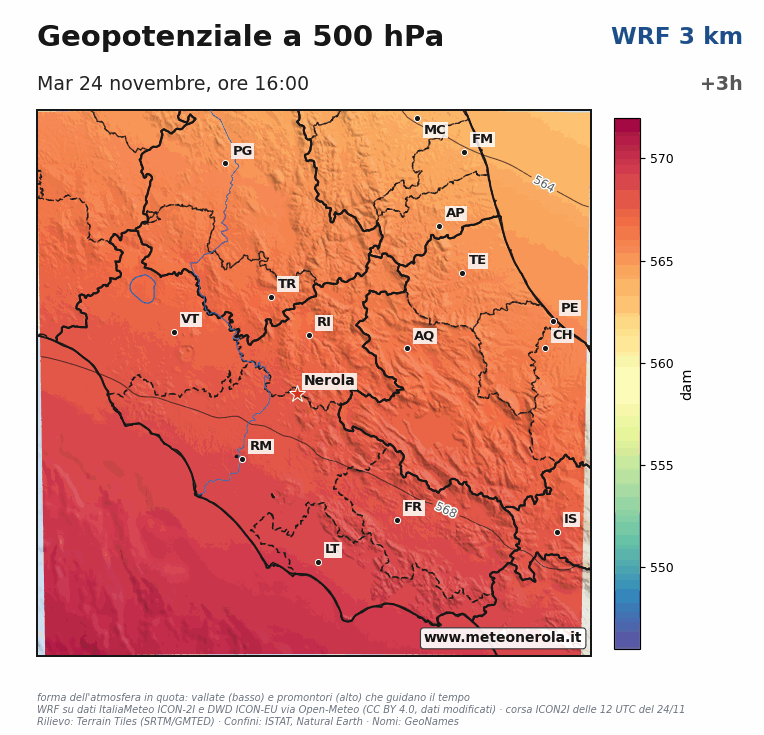 Geopotenziale a 500 hPa
WRF 3 km
Mar 24 novembre, ore 16:00
+3h
MC
FM
PG
564
AP
TE
TR
PE
VT
RI
AQ
CH
Nerola
RM
FR
568
IS
LT
www.meteonerola.it
570
565
560
555
550
dam
forma dell'atmosfera in quota: vallate (basso) e promontori (alto) che guidano il tempo
WRF su dati ItaliaMeteo ICON-2I e DWD ICON-EU via Open-Meteo (CC BY 4.0, dati modificati) · corsa ICON2I delle 12 UTC del 24/11
Rilievo: Terrain Tiles (SRTM/GMTED) · Confini: ISTAT, Natural Earth · Nomi: GeoNames